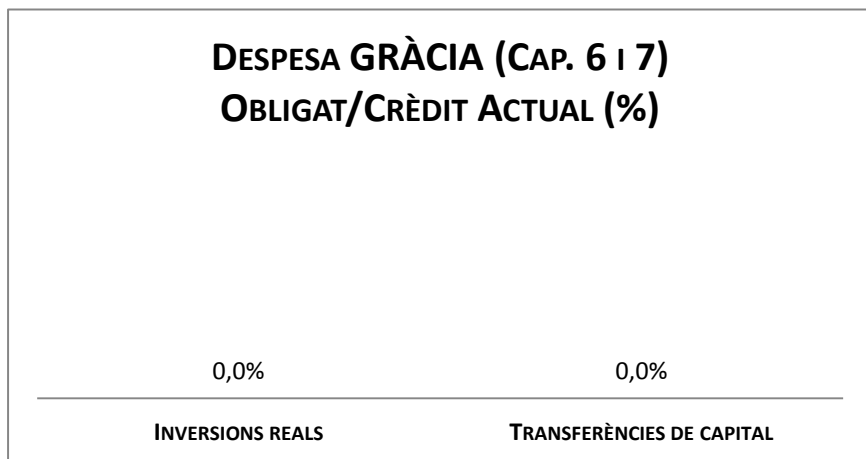 DESPESA GRÀCIA (CAP. 6 I 7)
OBLIGAT/CRÈDIT ACTUAL (%)
0,0% 0,0%
INVERSIONS REALS TRANSFERÈNCIES DE CAPITAL